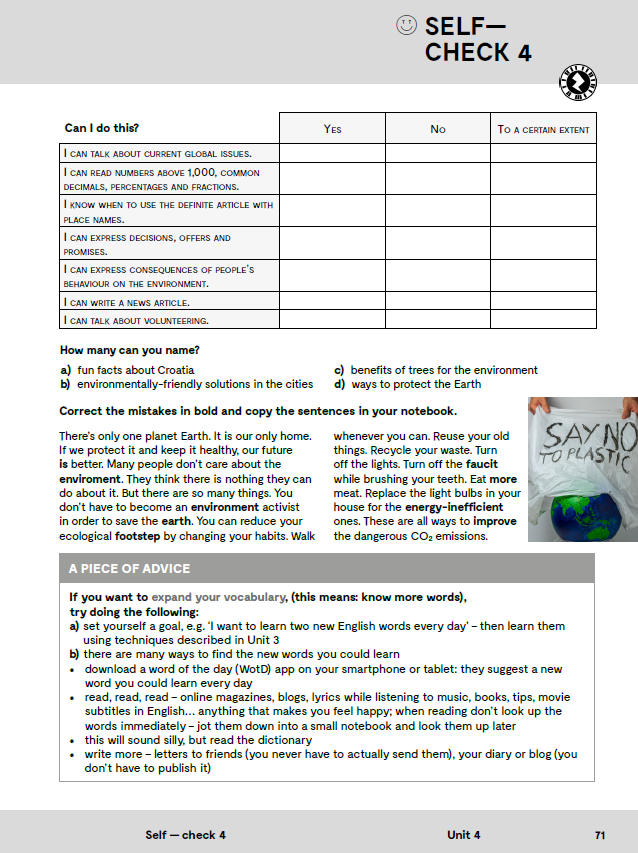 SELF—
CHECK 4
Can I do this?
YES
NO
TO A CERTAIN EXTENT
I CAN TALK ABOUT CURRENT GLOBAL ISSUES.
I CAN READ NUMBERS ABOVE 1,000, COMMON
DECIMALS, PERCENTAGES AND FRACTIONS.
I KNOW WHEN TO USE THE DEFINITE ARTICLE WITH
PLACE NAMES.
I CAN EXPRESS DECISIONS, OFFERS AND
PROMISES.
I CAN EXPRESS CONSEQUENCES OF PEOPLE'S
BEHAVIOUR ON THE ENVIRONMENT.
I CAN WRITE A NEWS ARTICLE.
I CAN TALK ABOUT VOLUNTEERING.
How many can you name?
a) fun facts about Croatia
b) environmentally-friendly solutions in the cities
c) benefits of trees for the environment
d) ways to protect the Earth
Correct the mistakes in bold and copy the sentences in your notebook.
There's only one planet Earth. It is our only home.
If we protect it and keep it healthy, our future
is better. Many people don't care about the
enviroment. They think there is nothing they can
do about it. But there are so many things. You
don't have to become an environment activist
in order to save the earth. You can reduce your
ecological footstep by changing your habits. Walk
whenever you can. Reuse your old
things. Recycle your waste. Turn
off the lights. Turn off the faucit
while brushing your teeth. Eat more
meat. Replace the light bulbs in your
house for the energy-inefficient
ones. These are all ways to improve
the dangerous CO₂ emissions.
SAY NO
TO PLASTIC
A PIECE OF ADVICE
If you want to expand your vocabulary, (this means: know more words),
try doing the following:
a) set yourself a goal, e.g. 'I want to learn two new English words every day' – then learn them
using techniques described in Unit 3
b) there are many ways to find the new words you could learn
• download a word of the day (WotD) app on your smartphone or tablet: they suggest a new
word you could learn every day
• read, read, read – online magazines, blogs, lyrics while listening to music, books, tips, movie
subtitles in English... anything that makes you feel happy; when reading don't look up the
words immediately – jot them down into a small notebook and look them up later
• this will sound silly, but read the dictionary
• write more – letters to friends (you never have to actually send them), your diary or blog (you
don't have to publish it)
Self — check 4
Unit 4
71